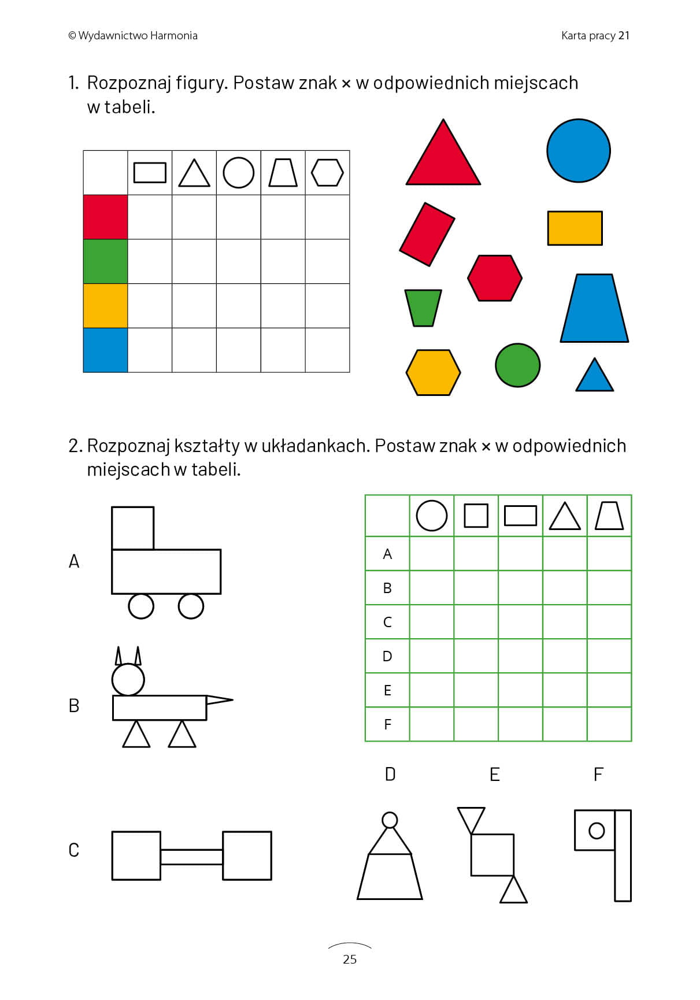 © Wydawnictwo Harmonia
Karta pracy 21
1. Rozpoznaj figury. Postaw znak × w odpowiednich miejscach
w tabeli.
2. Rozpoznaj kształty w układankach. Postaw znak × w odpowiednich
miejscach w tabeli.
A
B
C
A
B
C
D
E
F
D E F
25